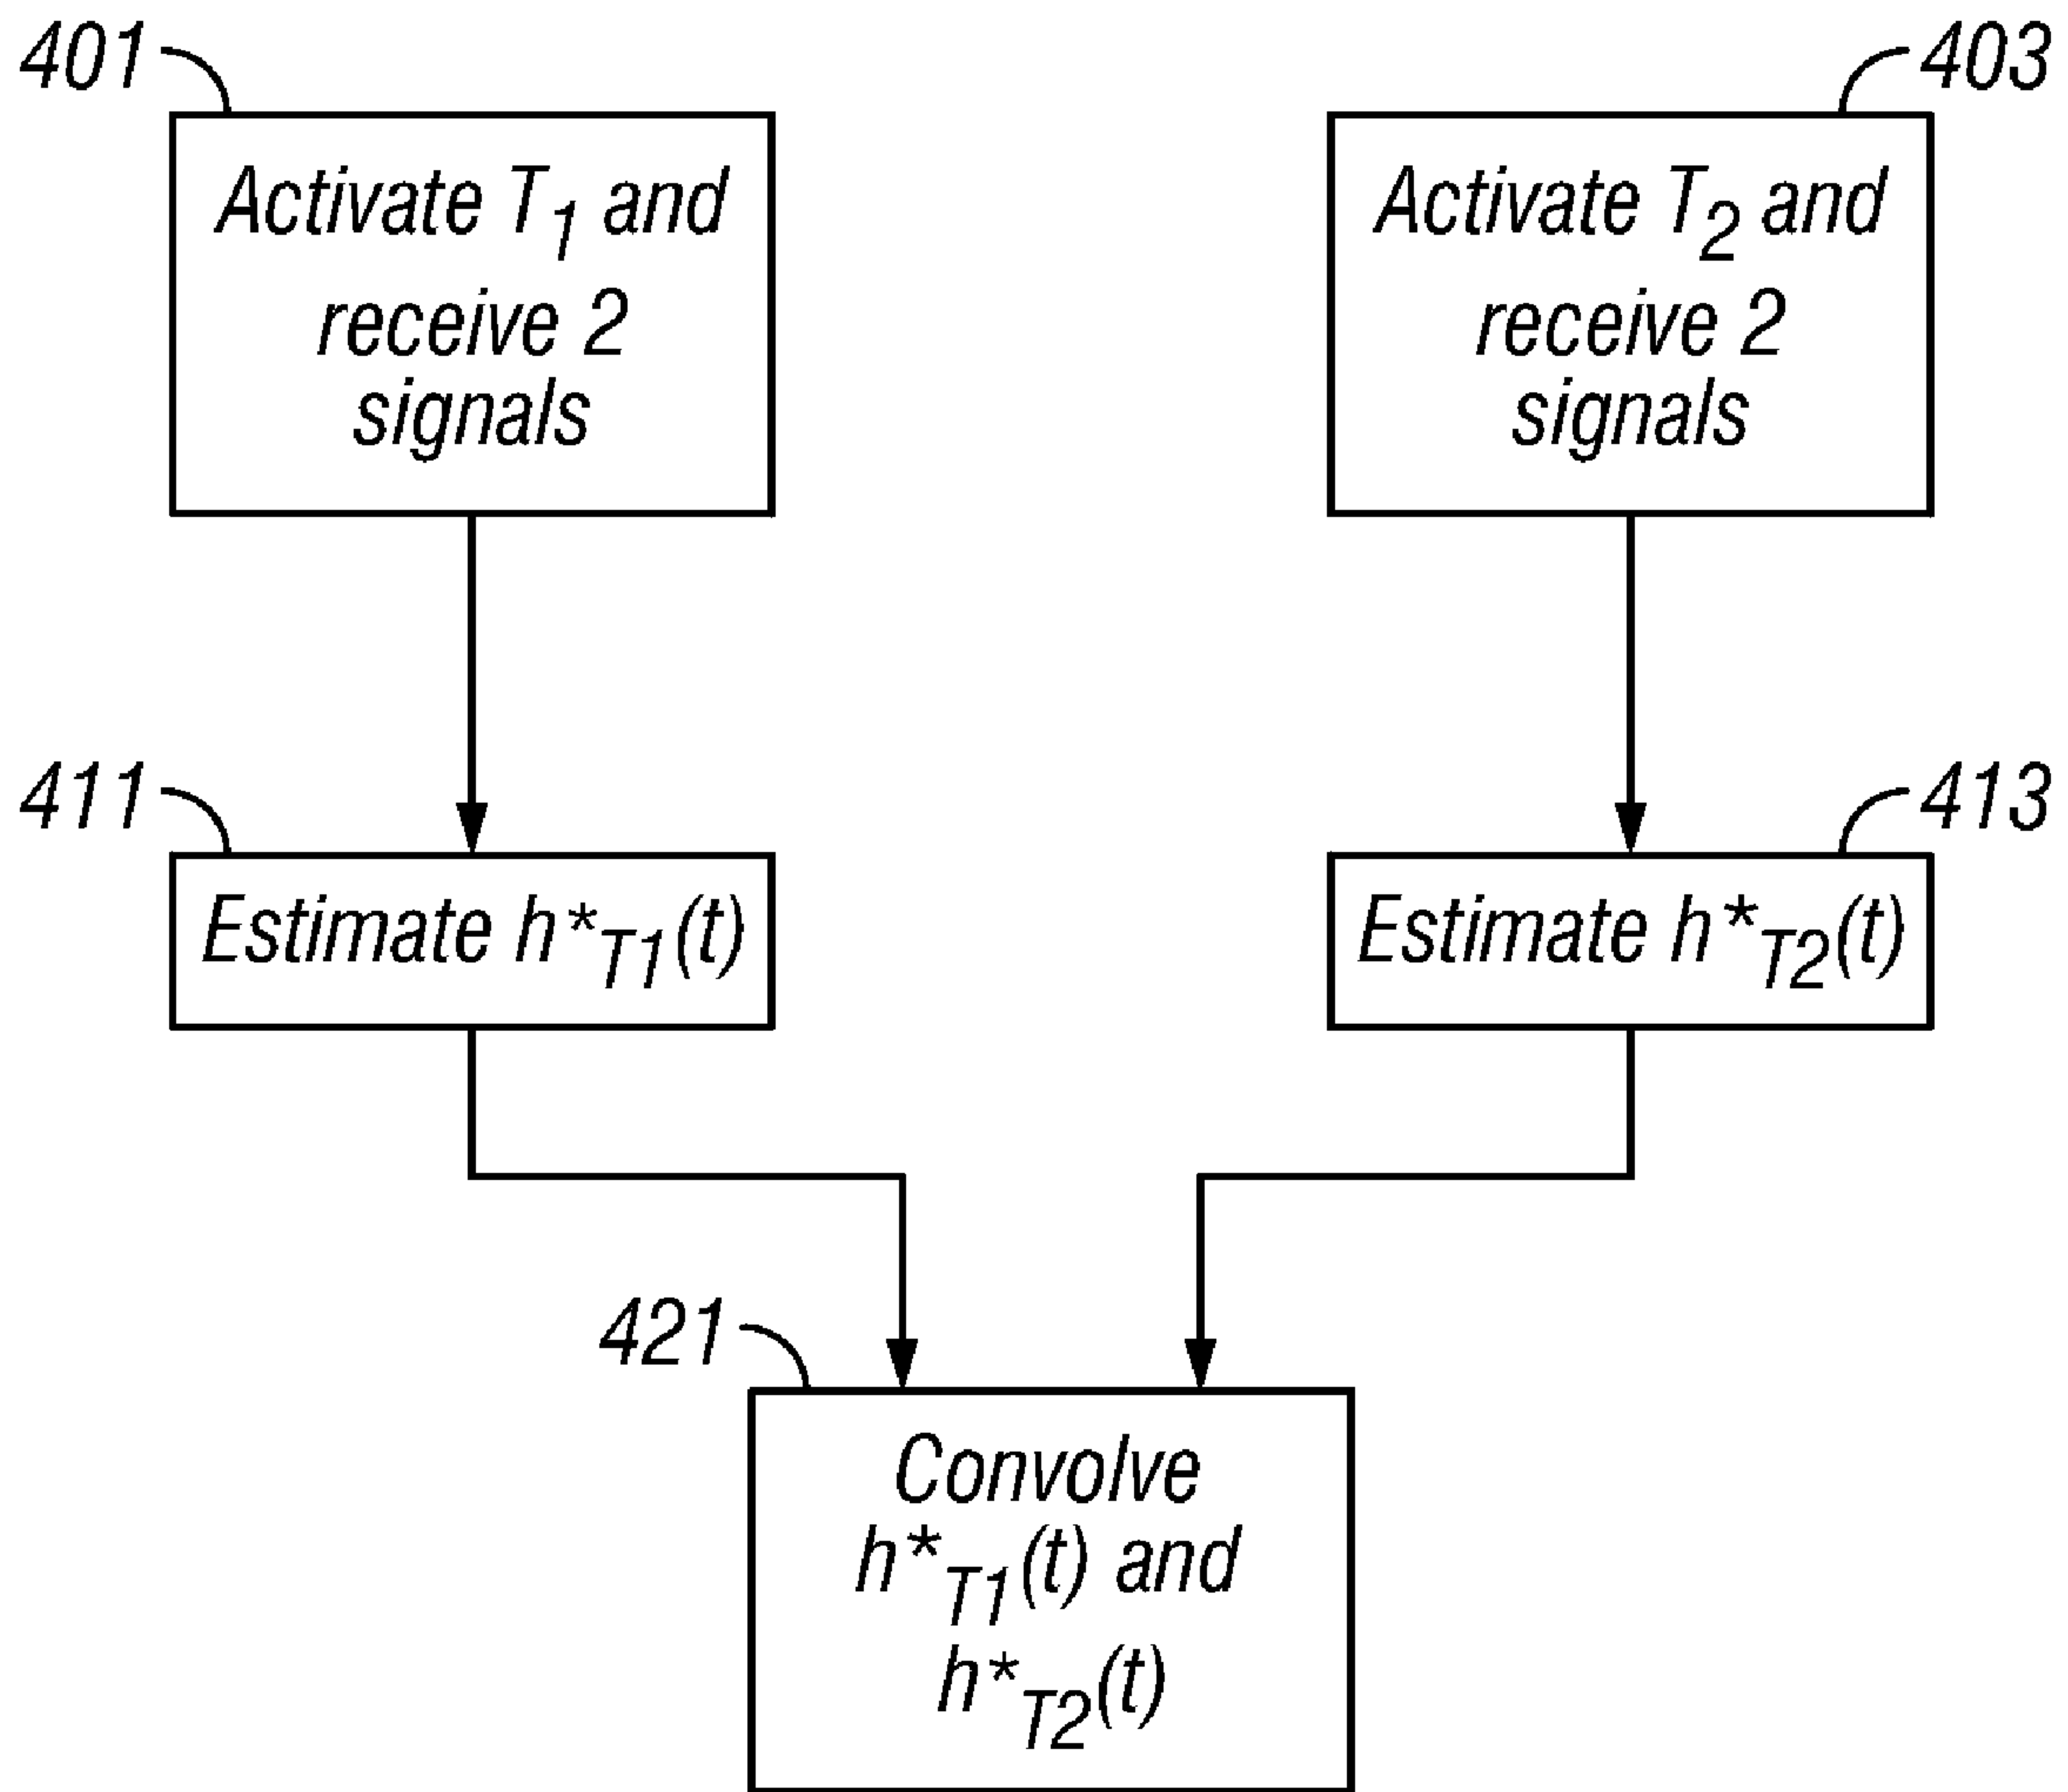 401
403
Activate T1 and
receive 2
signals
Activate T2 and
receive 2
signals
411
413
Estimate h*T1(t)
Estimate h*T2(t)
421
Convolve
h*T1(t) and
h*T2(t)